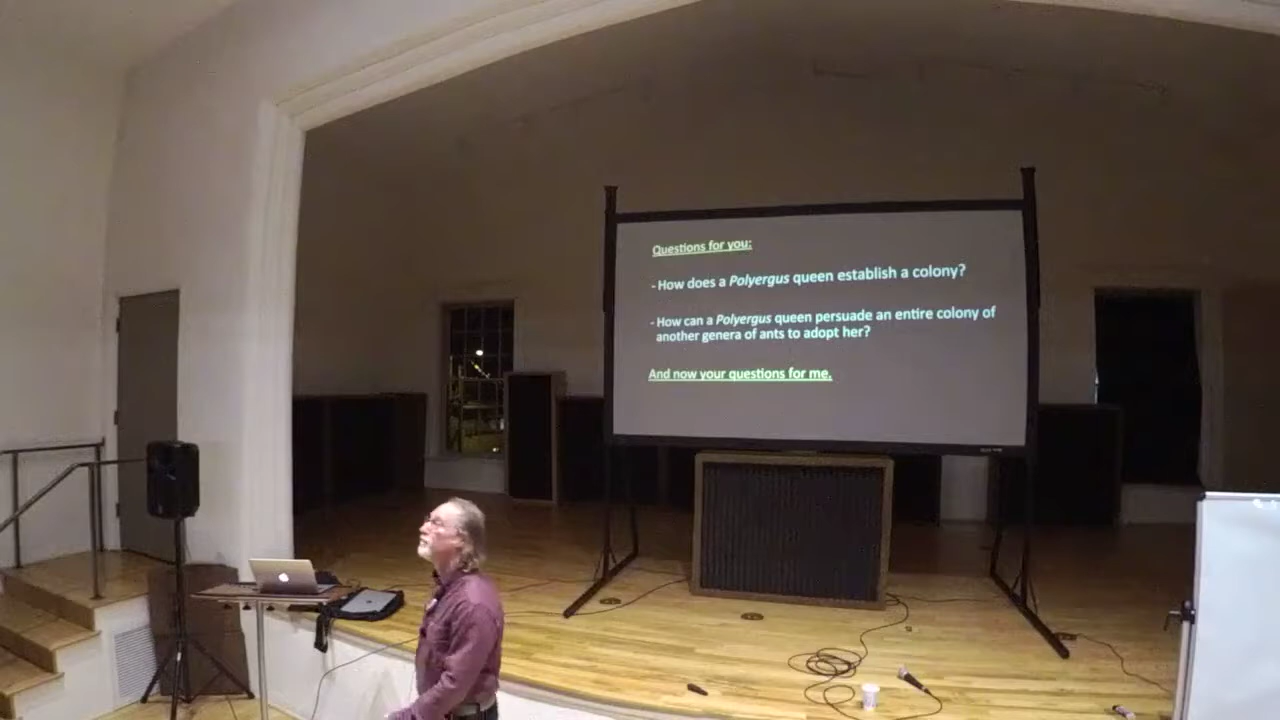 Questions for you:
- How does a Polyergus queen establish a colony?
- How can a Polyergus queen persuade an entire colony of
another genera of ants to adopt her?
And now your questions for me.